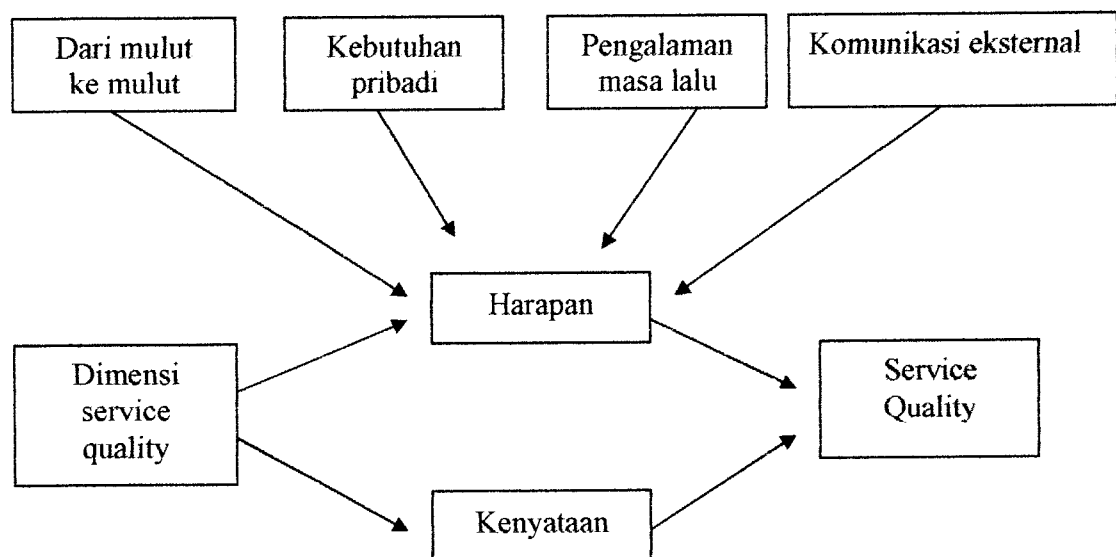 Dari mulut
ke mulut
Kebutuhan
pribadi
Pengalaman
masa lalu
Komunikasi eksternal
Harapan
Dimensi
service
quality
Service
Quality
Kenyataan